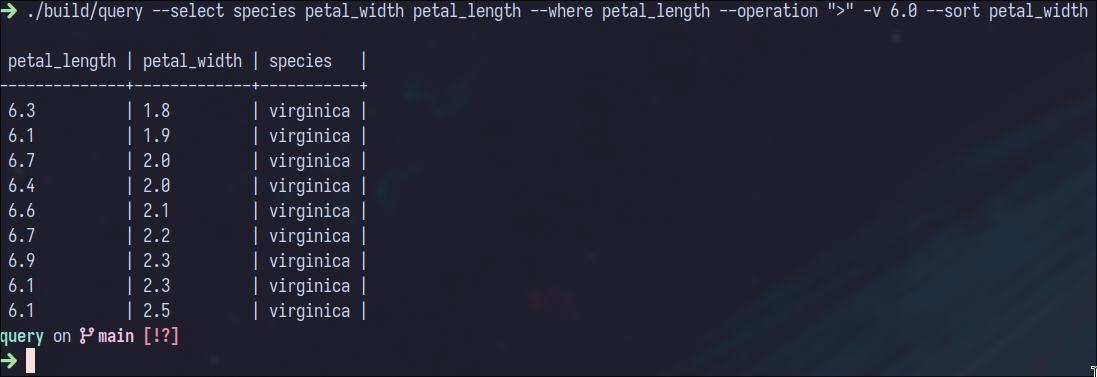 ➜ ./build/query --select species petal_width petal_length --where petal_length --operation ">" -v 6.0 --sort petal_width
petal_length | petal_width | species   |
-------------+-------------+-----------+
6.3          | 1.8         | virginica |
6.1          | 1.9         | virginica |
6.7          | 2.0         | virginica |
6.4          | 2.0         | virginica |
6.6          | 2.1         | virginica |
6.7          | 2.2         | virginica |
6.9          | 2.3         | virginica |
6.1          | 2.3         | virginica |
6.1          | 2.5         | virginica |
query on main [!?]
➜